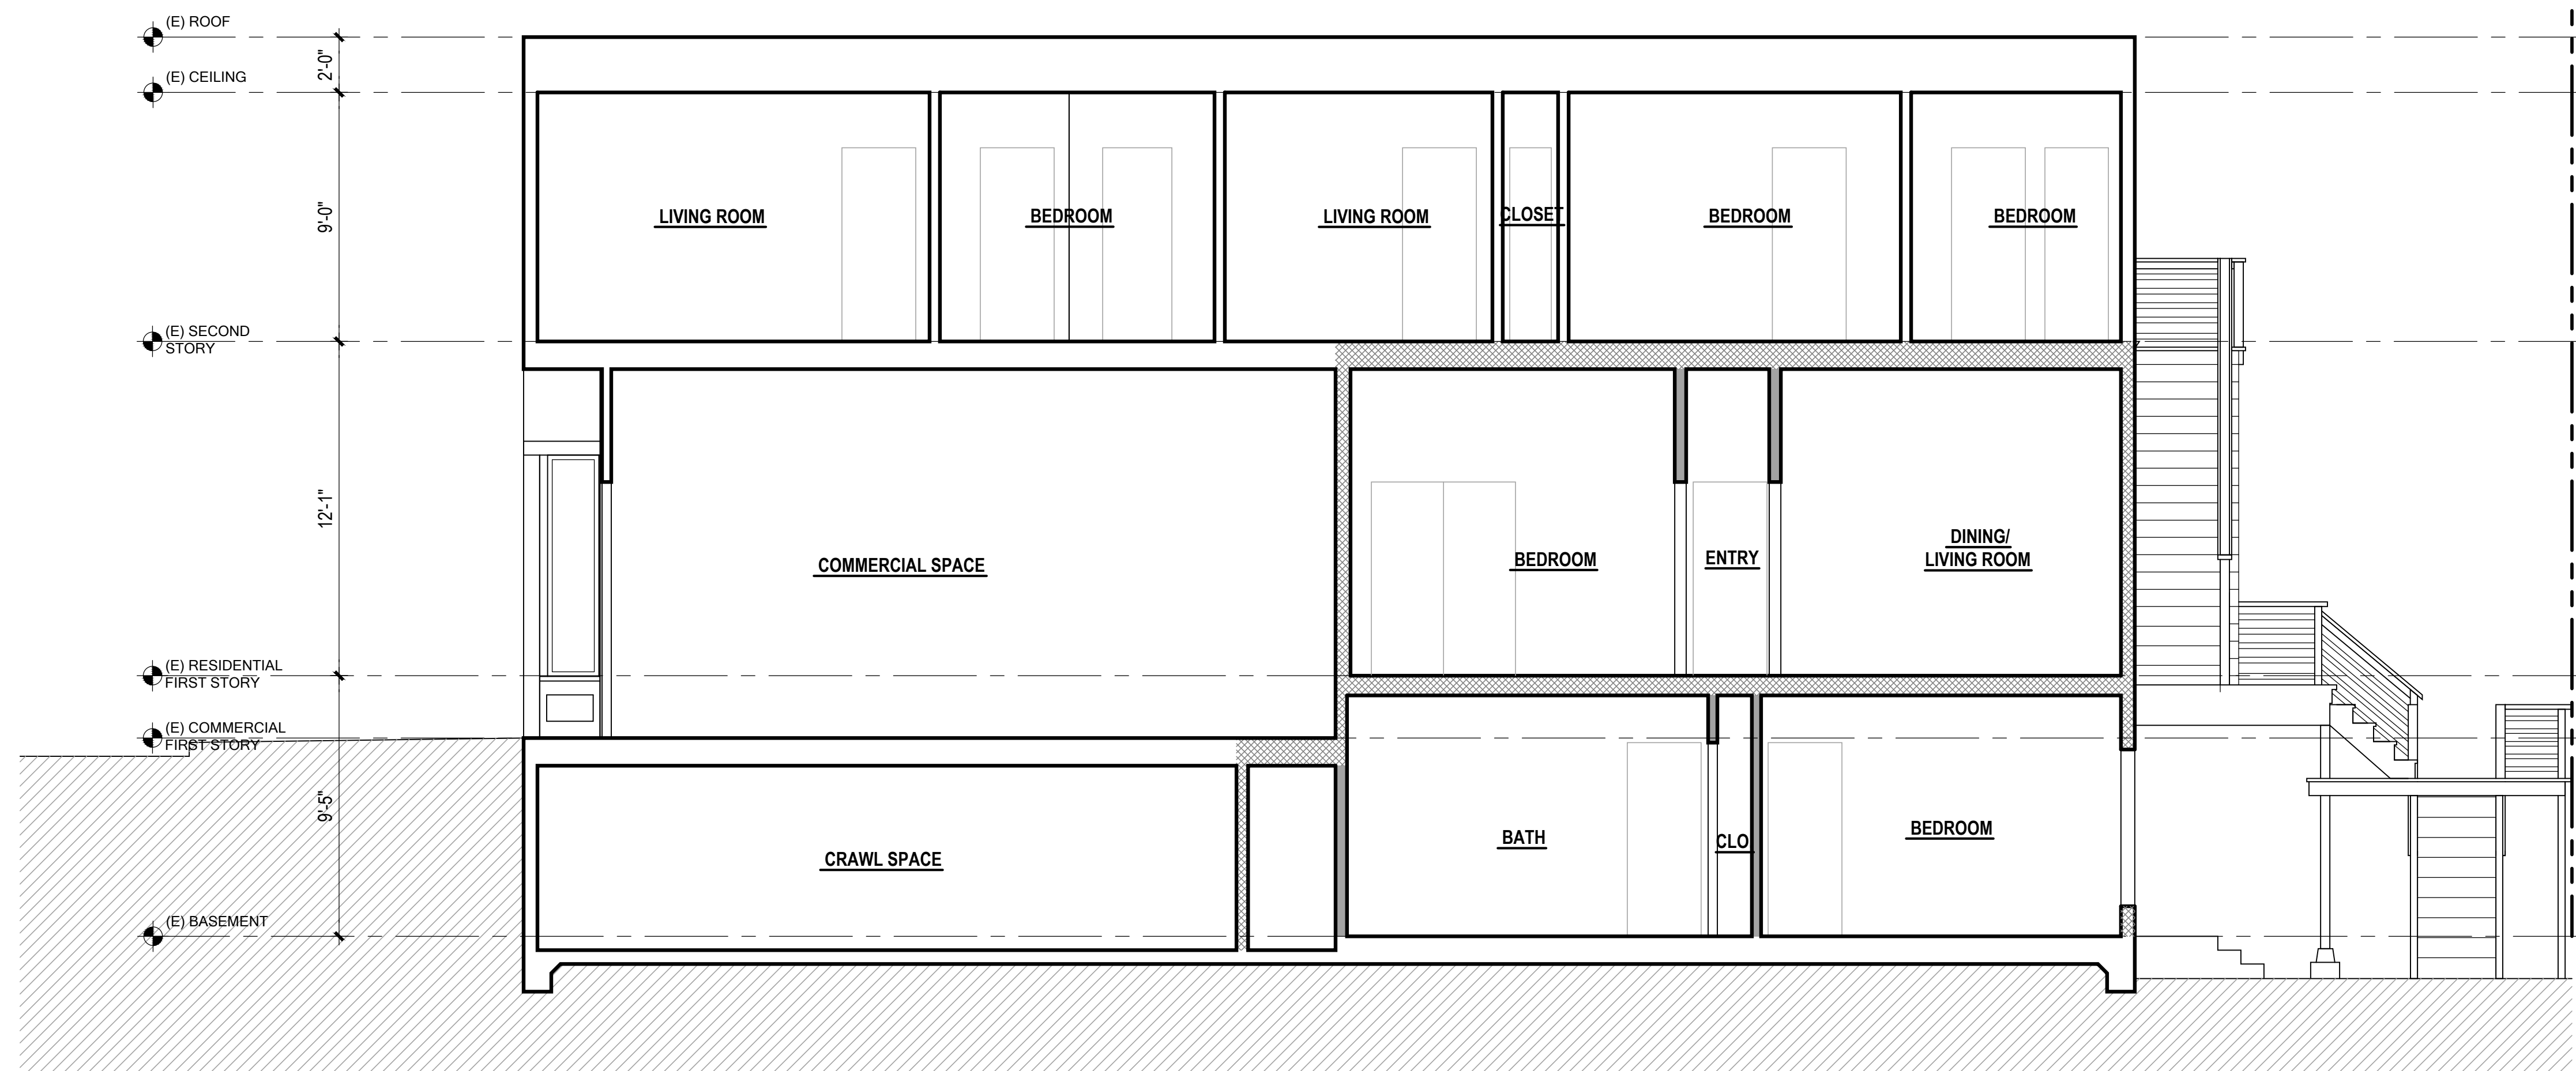 (E) ROOF
2'-0"
(E) CEILING
9'-0"
LIVING ROOM
BEDROOM
LIVING ROOM
CLOSET
BEDROOM
BEDROOM
(E) SECOND
STORY
12'-1"
COMMERCIAL SPACE
BEDROOM
ENTRY
DINING/
LIVING ROOM
(E) RESIDENTIAL
FIRST STORY
(E) COMMERCIAL
FIRST STORY
9'-5"
CRAWL SPACE
BATH
CLO
BEDROOM
(E) BASEMENT